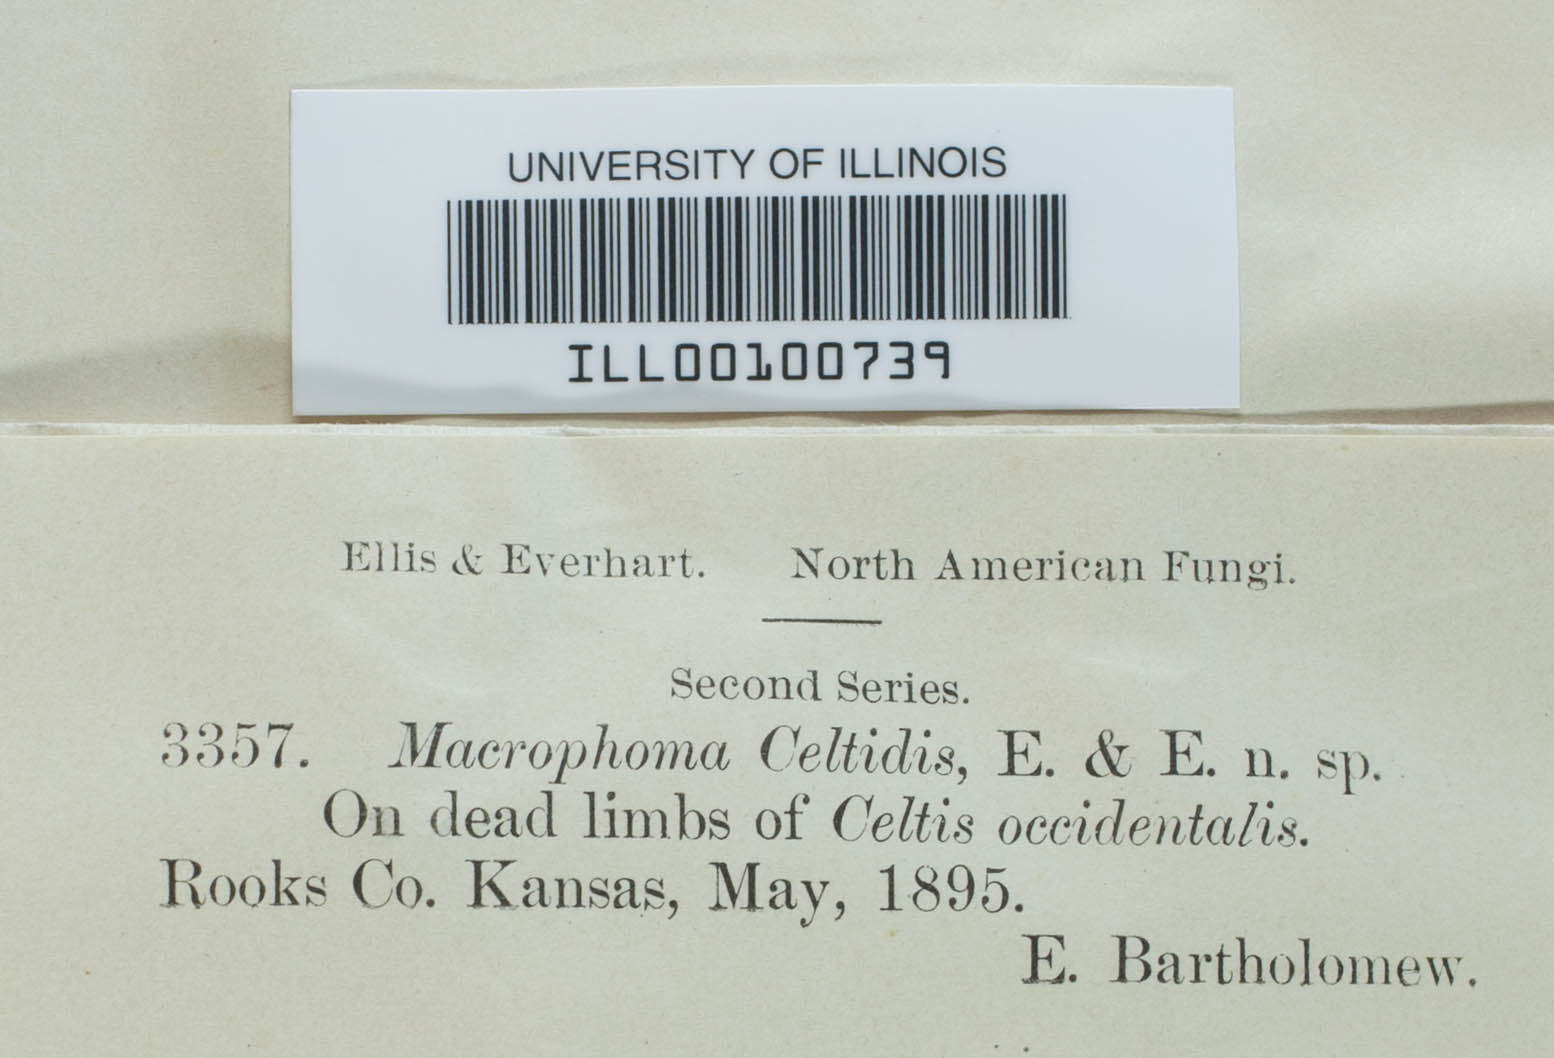 UNIVERSITY OF ILLINOIS
ILL00100739
Ellis & Everhart. North American Fungi.
Second Series.
3357. Macrophoma Celtidis, E. & E. n. sp.
On dead limbs of Celtis occidentalis.
Rooks Co. Kansas, May, 1895.
E. Bartholomew.